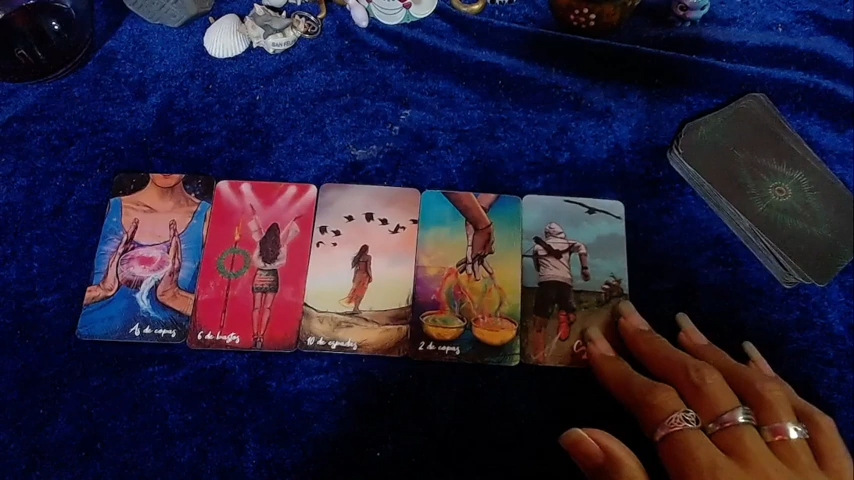 As de copas
6 de bastos
10 de espadas
2 de copas